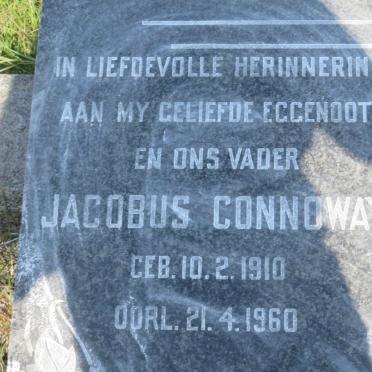 IN LIEFDEVOLLE HERINNERIN
AAN MY GELIEFDE EGGENOOT
EN ONS VADER
JACOBUS CONNOWAY
GEB. 10. 2. 1910
OORL. 21. 4. 1960